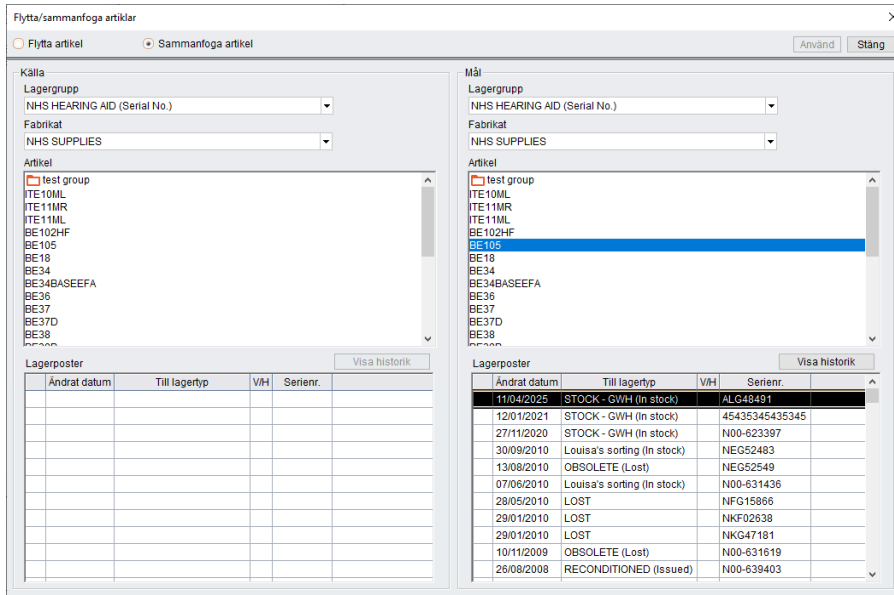 Flytta/sammanfoga artiklar
Flytta artikel Sammanfoga artikel Använd Stäng
Källa
Lagergrupp
NHS HEARING AID (Serial No.)
Fabrikat
NHS SUPPLIES
Artikel
test group
ITE10ML
ITE11MR
ITE11ML
BE102HF
BE105
BE18
BE34
BE34BASEEFA
BE36
BE37
BE37D
BE38
Lagerposter Visa historik
Ändrat datum Till lagertyp V/H Serienr.
Mål
Lagergrupp
NHS HEARING AID (Serial No.)
Fabrikat
NHS SUPPLIES
Artikel
test group
ITE10ML
ITE11MR
ITE11ML
BE102HF
BE105
BE18
BE34
BE34BASEEFA
BE36
BE37
BE37D
BE38
Lagerposter Visa historik
Ändrat datum Till lagertyp V/H Serienr.
11/04/2025 STOCK - GWH (In stock) ALG48491
12/01/2021 STOCK - GWH (In stock) 45435345435345
27/11/2020 STOCK - GWH (In stock) N00-623397
30/09/2010 Louisa's sorting (In stock) NEG52483
13/08/2010 OBSOLETE (Lost) NEG52549
07/06/2010 Louisa's sorting (In stock) N00-631436
28/05/2010 LOST NFG15866
29/01/2010 LOST NKF02638
29/01/2010 LOST NKG47181
10/11/2009 OBSOLETE (Lost) N00-631619
26/08/2008 RECONDITIONED (Issued) N00-639403